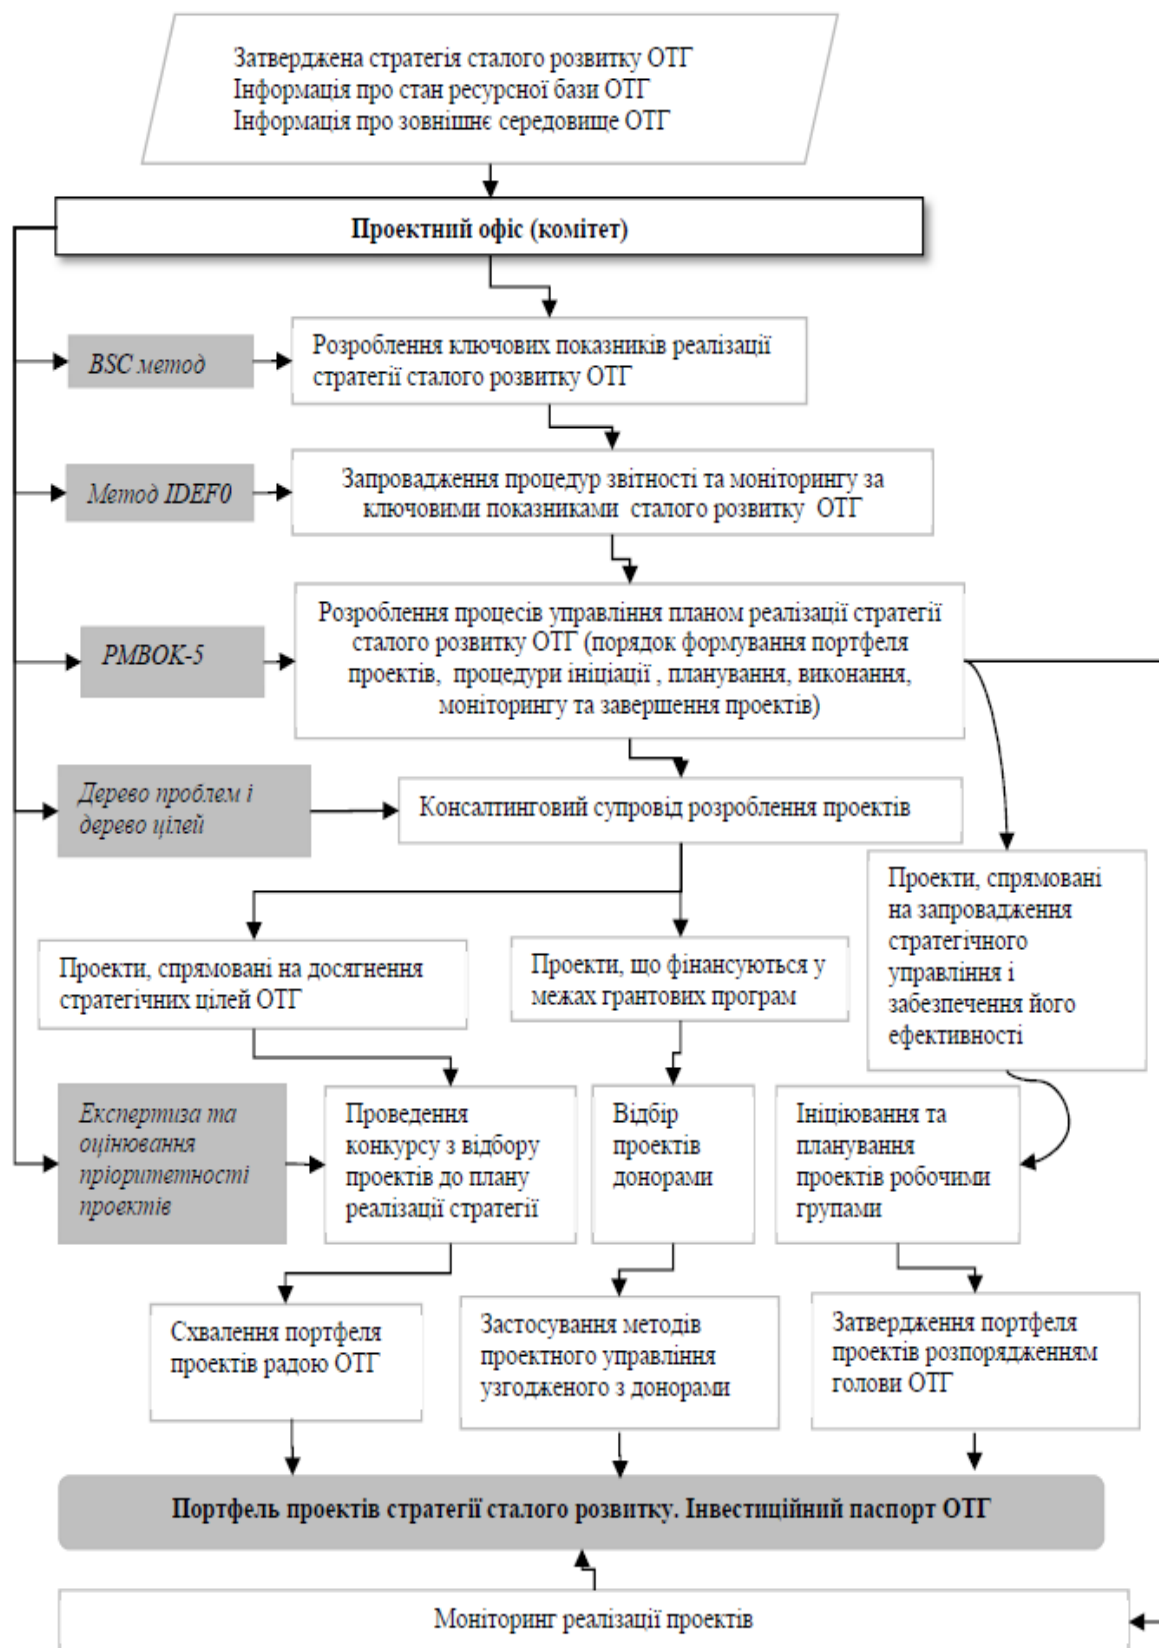 Затверджена стратегія сталого розвитку ОТГ
Інформація про стан ресурсної бази ОТГ
Інформація про зовнішнє середовище ОТГ
Проектний офіс (комітет)
BSC метод
Розроблення ключових показників реалізації
стратегії сталого розвитку ОТГ
Метод IDEF0
Запровадження процедур звітності та моніторингу за
ключовими показниками сталого розвитку ОТГ
PMBOK-5
Розроблення процесів управління планом реалізації стратегії
сталого розвитку ОТГ (порядок формування портфеля
проектів, процедури ініціації , планування, виконання,
моніторингу та завершення проектів)
Дерево проблем і
дерево цілей
Консалтинговий супровід розроблення проектів
Проекти, спрямовані на досягнення
стратегічних цілей ОТГ
Проекти, що фінансуються у
межах грантових програм
Проекти, спрямовані
на запровадження
стратегічного
управління і
забезпечення його
ефективності
Експертиза та
оцінювання
пріоритетності
проектів
Проведення
конкурсу з відбору
проектів до плану
реалізації стратегії
Відбір
проектів
донорами
Ініціювання та
планування
проектів робочими
групами
Схвалення портфеля
проектів радою ОТГ
Застосування методів
проектного управління
узгодженого з донорами
Затвердження портфеля
проектів розпорядженням
голови ОТГ
Портфель проектів стратегії сталого розвитку. Інвестиційний паспорт ОТГ
Моніторинг реалізації проектів